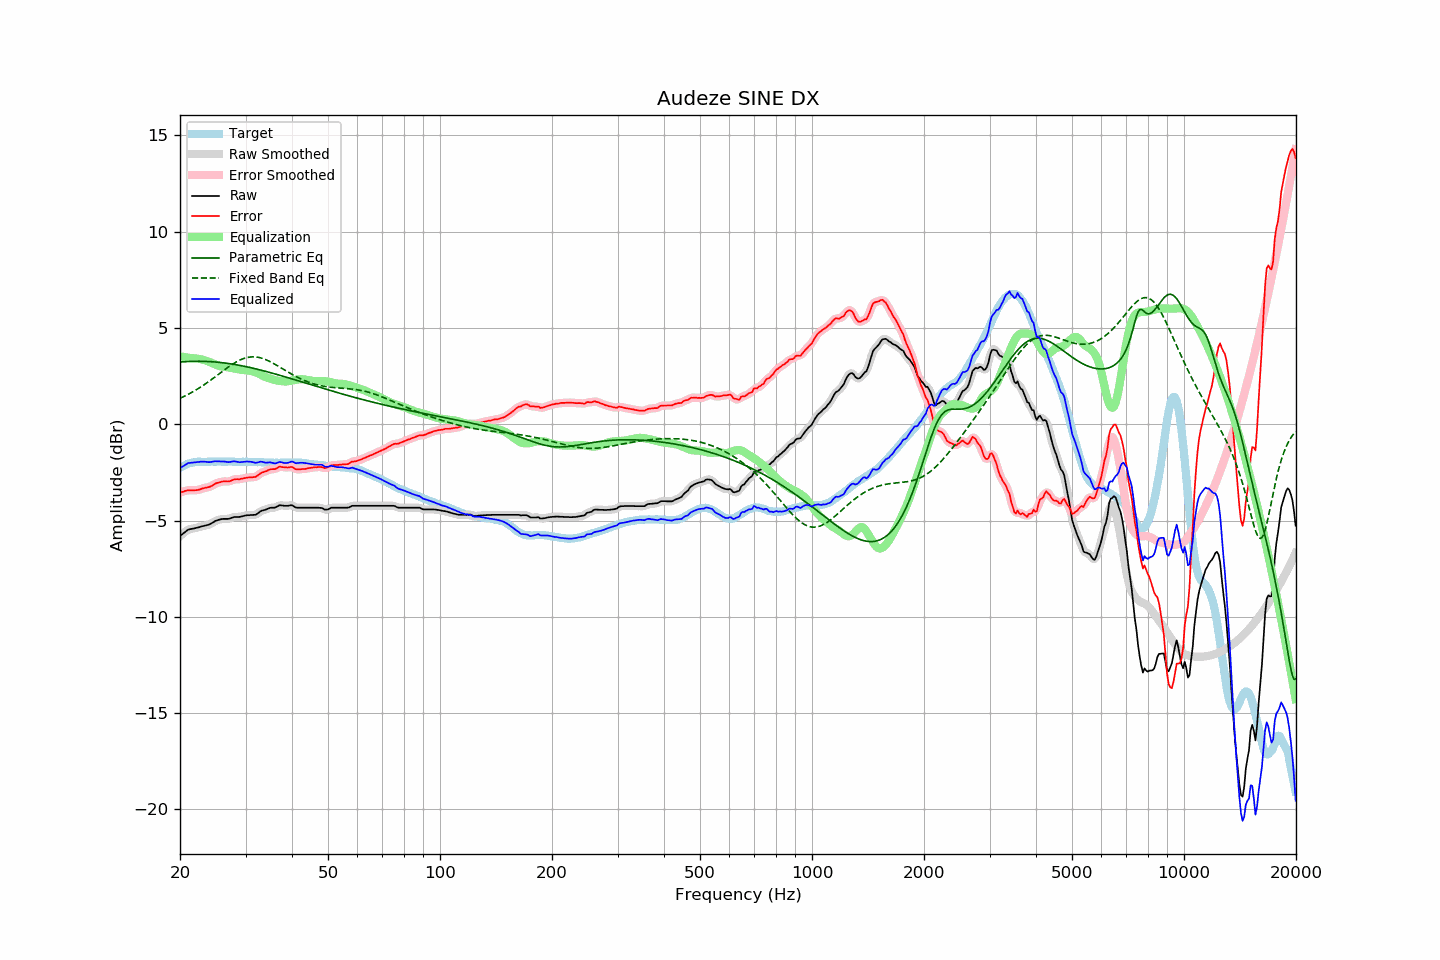 Audeze SINE DX
Target
Raw Smoothed
Error Smoothed
Raw
Error
Equalization
Parametric Eq
Fixed Band Eq
Equalized
15
10
5
0
−5
−10
−15
−20
Amplitude (dBr)
20 50 100 200 500 1000 2000 5000 10000 20000
Frequency (Hz)